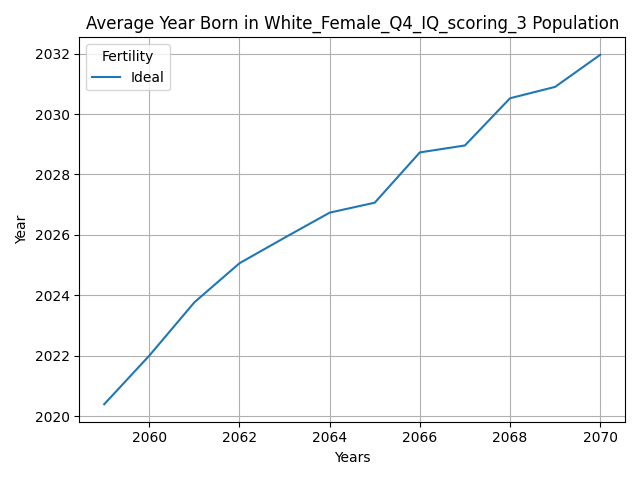 Average Year Born in White_Female_Q4_IQ_scoring_3 Population
Fertility
Ideal
2032
2030
2028
2026
2024
2022
2020
Year
2060 2062 2064 2066 2068 2070
Years